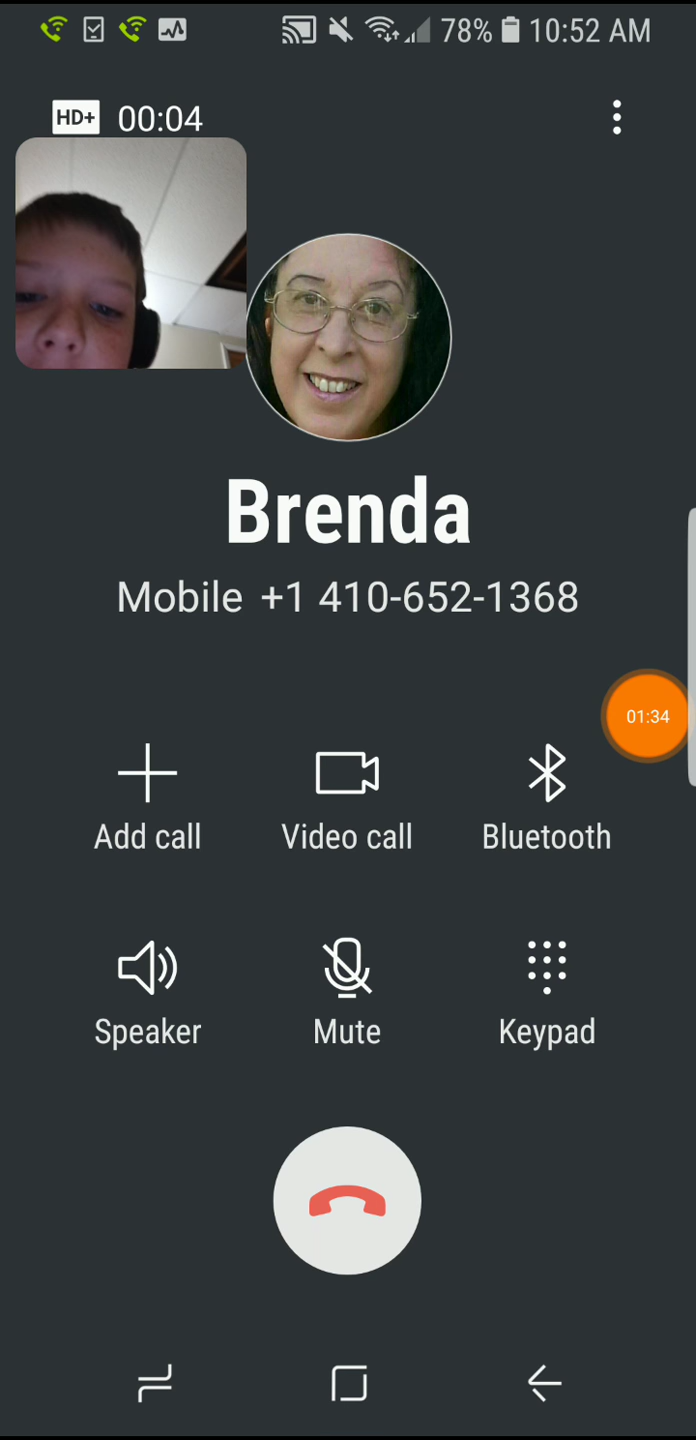 78% 10:52 AM
HD+ 00:04
Brenda
Mobile +1 410-652-1368
01:34
Add call Video call Bluetooth
Speaker Mute Keypad